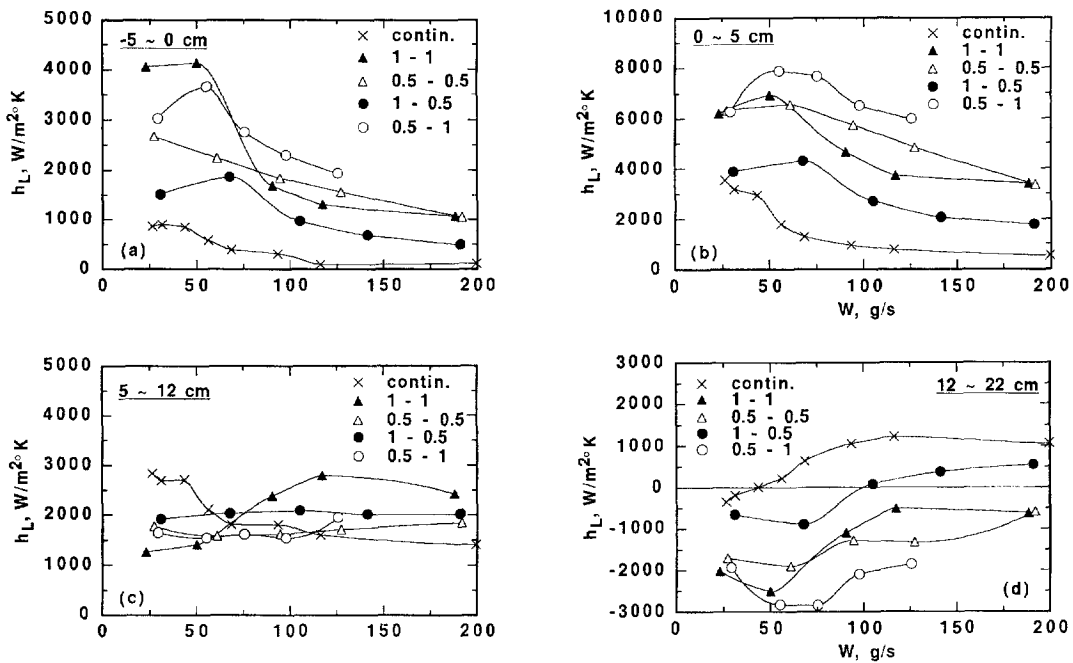 5000
4000
3000
2000
1000
0
h_L, W/m²°K
-5 ~ 0 cm
contin.
1 - 1
0.5 - 0.5
1 - 0.5
0.5 - 1
(a)
0 50 100 150 200
10000
8000
6000
4000
2000
0
h_L, W/m²°K
0 ~ 5 cm
contin.
1 - 1
0.5 - 0.5
1 - 0.5
0.5 - 1
(b)
0 50 100 150 200
W, g/s
5000
4000
3000
2000
1000
0
h_L, W/m²°K
5 ~ 12 cm
contin.
1 - 1
0.5 - 0.5
1 - 0.5
0.5 - 1
(c)
0 50 100 150 200
3000
2000
1000
0
-1000
-2000
-3000
h_L, W/m²°K
contin.
1 - 1
0.5 - 0.5
1 - 0.5
0.5 - 1
12 ~ 22 cm
(d)
0 50 100 150 200
W, g/s